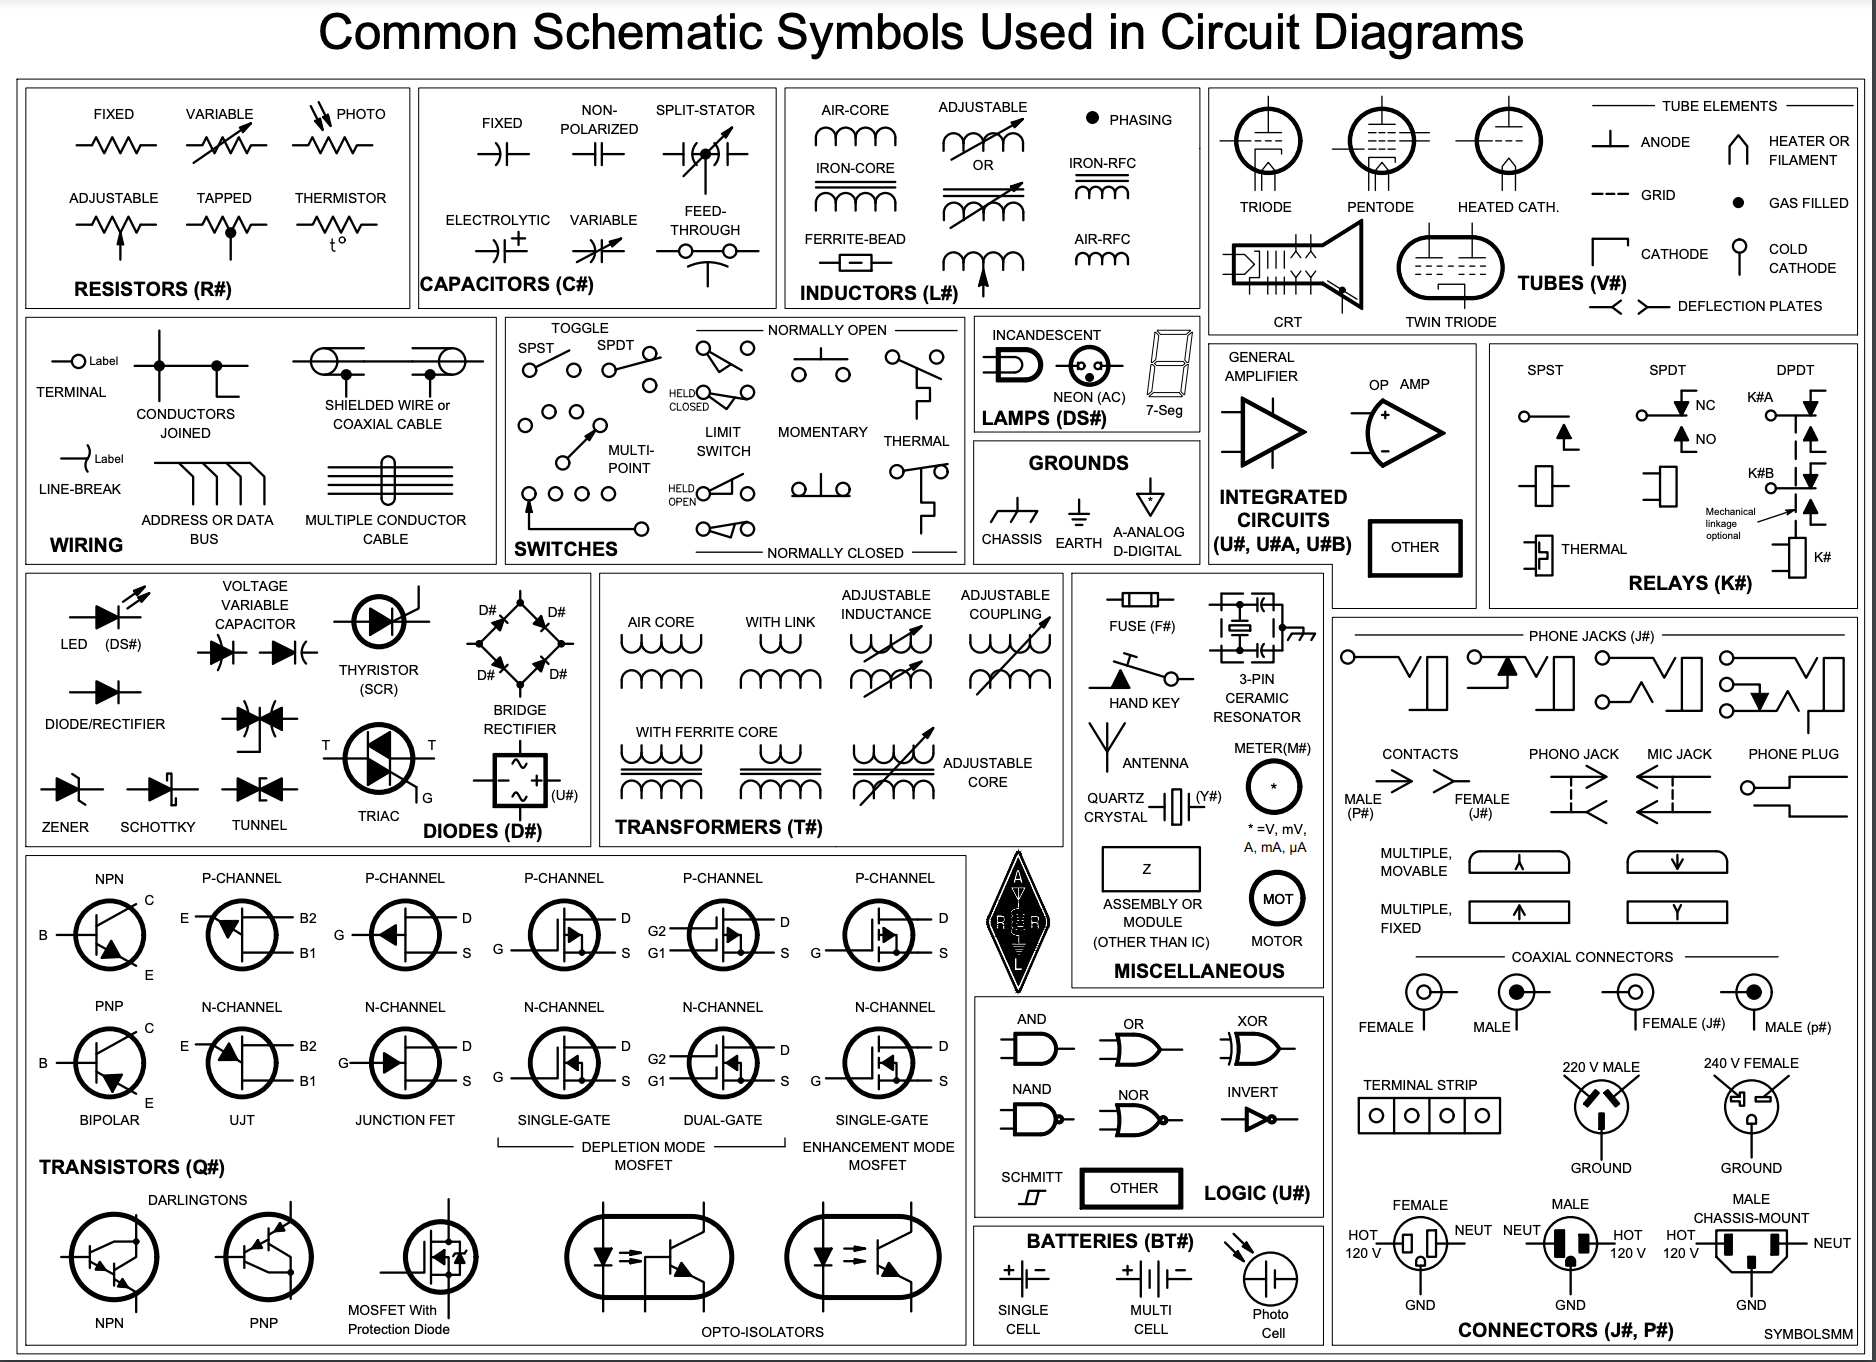 Common Schematic Symbols Used in Circuit Diagrams
FIXED
VARIABLE
PHOTO
ADJUSTABLE
TAPPED
THERMISTOR
t°
RESISTORS (R#)
FIXED
NON-
POLARIZED
SPLIT-STATOR
ELECTROLYTIC
+
VARIABLE
FEED-
THROUGH
CAPACITORS (C#)
AIR-CORE
ADJUSTABLE
PHASING
OR
IRON-CORE
IRON-RFC
FERRITE-BEAD
AIR-RFC
INDUCTORS (L#)
TRIODE
PENTODE
HEATED CATH.
CRT
TWIN TRIODE
TUBE ELEMENTS
ANODE
HEATER OR
FILAMENT
GRID
GAS FILLED
CATHODE
COLD
CATHODE
TUBES (V#)
DEFLECTION PLATES
Label
TERMINAL
CONDUCTORS
JOINED
SHIELDED WIRE or
COAXIAL CABLE
Label
LINE-BREAK
ADDRESS OR DATA
BUS
MULTIPLE CONDUCTOR
CABLE
WIRING
TOGGLE
SPST
SPDT
NORMALLY OPEN
HELD
CLOSED
MULTI-
POINT
LIMIT
SWITCH
MOMENTARY
THERMAL
HELD
OPEN
SWITCHES
NORMALLY CLOSED
INCANDESCENT
NEON (AC)
7-Seg
LAMPS (DS#)
GROUNDS
*
CHASSIS
EARTH
A-ANALOG
D-DIGITAL
GENERAL
AMPLIFIER
OP AMP
+
−
INTEGRATED
CIRCUITS
(U#, U#A, U#B)
OTHER
SPST
SPDT
DPDT
K#A
NC
NO
K#B
Mechanical
linkage
optional
THERMAL
K#
RELAYS (K#)
LED (DS#)
VOLTAGE
VARIABLE
CAPACITOR
THYRISTOR
(SCR)
D#
D#
D#
D#
BRIDGE
RECTIFIER
DIODE/RECTIFIER
T
T
G
TRIAC
+
(U#)
ZENER
SCHOTTKY
TUNNEL
DIODES (D#)
AIR CORE
WITH LINK
ADJUSTABLE
INDUCTANCE
ADJUSTABLE
COUPLING
WITH FERRITE CORE
ADJUSTABLE
CORE
TRANSFORMERS (T#)
FUSE (F#)
HAND KEY
3-PIN
CERAMIC
RESONATOR
ANTENNA
METER(M#)
*
QUARTZ
CRYSTAL
(Y#)
* =V, mV,
A, mA, µA
Z
ASSEMBLY OR
MODULE
(OTHER THAN IC)
MOT
MOTOR
MISCELLANEOUS
PHONE JACKS (J#)
CONTACTS
PHONO JACK
MIC JACK
PHONE PLUG
MALE
(P#)
FEMALE
(J#)
MULTIPLE,
MOVABLE
MULTIPLE,
FIXED
COAXIAL CONNECTORS
FEMALE
MALE
FEMALE (J#)
MALE (p#)
TERMINAL STRIP
220 V MALE
240 V FEMALE
GROUND
GROUND
FEMALE
HOT
120 V
NEUT
GND
MALE
NEUT
HOT
120 V
GND
MALE
CHASSIS-MOUNT
HOT
120 V
NEUT
GND
CONNECTORS (J#, P#)
SYMBOLSMM
NPN
P-CHANNEL
P-CHANNEL
P-CHANNEL
P-CHANNEL
P-CHANNEL
B C E
E B2 B1
G D S
G D S
G2 G1 D S
G D S
PNP
N-CHANNEL
N-CHANNEL
N-CHANNEL
N-CHANNEL
N-CHANNEL
B C E
E B2 B1
G D S
G D S
G2 G1 D S
G D S
BIPOLAR
UJT
JUNCTION FET
SINGLE-GATE
DUAL-GATE
SINGLE-GATE
DEPLETION MODE
MOSFET
ENHANCEMENT MODE
MOSFET
TRANSISTORS (Q#)
DARLINGTONS
NPN
PNP
MOSFET With
Protection Diode
OPTO-ISOLATORS
A
R R
L
AND
OR
XOR
NAND
NOR
INVERT
SCHMITT
OTHER
LOGIC (U#)
BATTERIES (BT#)
+ −
SINGLE
CELL
+ −
MULTI
CELL
Photo
Cell